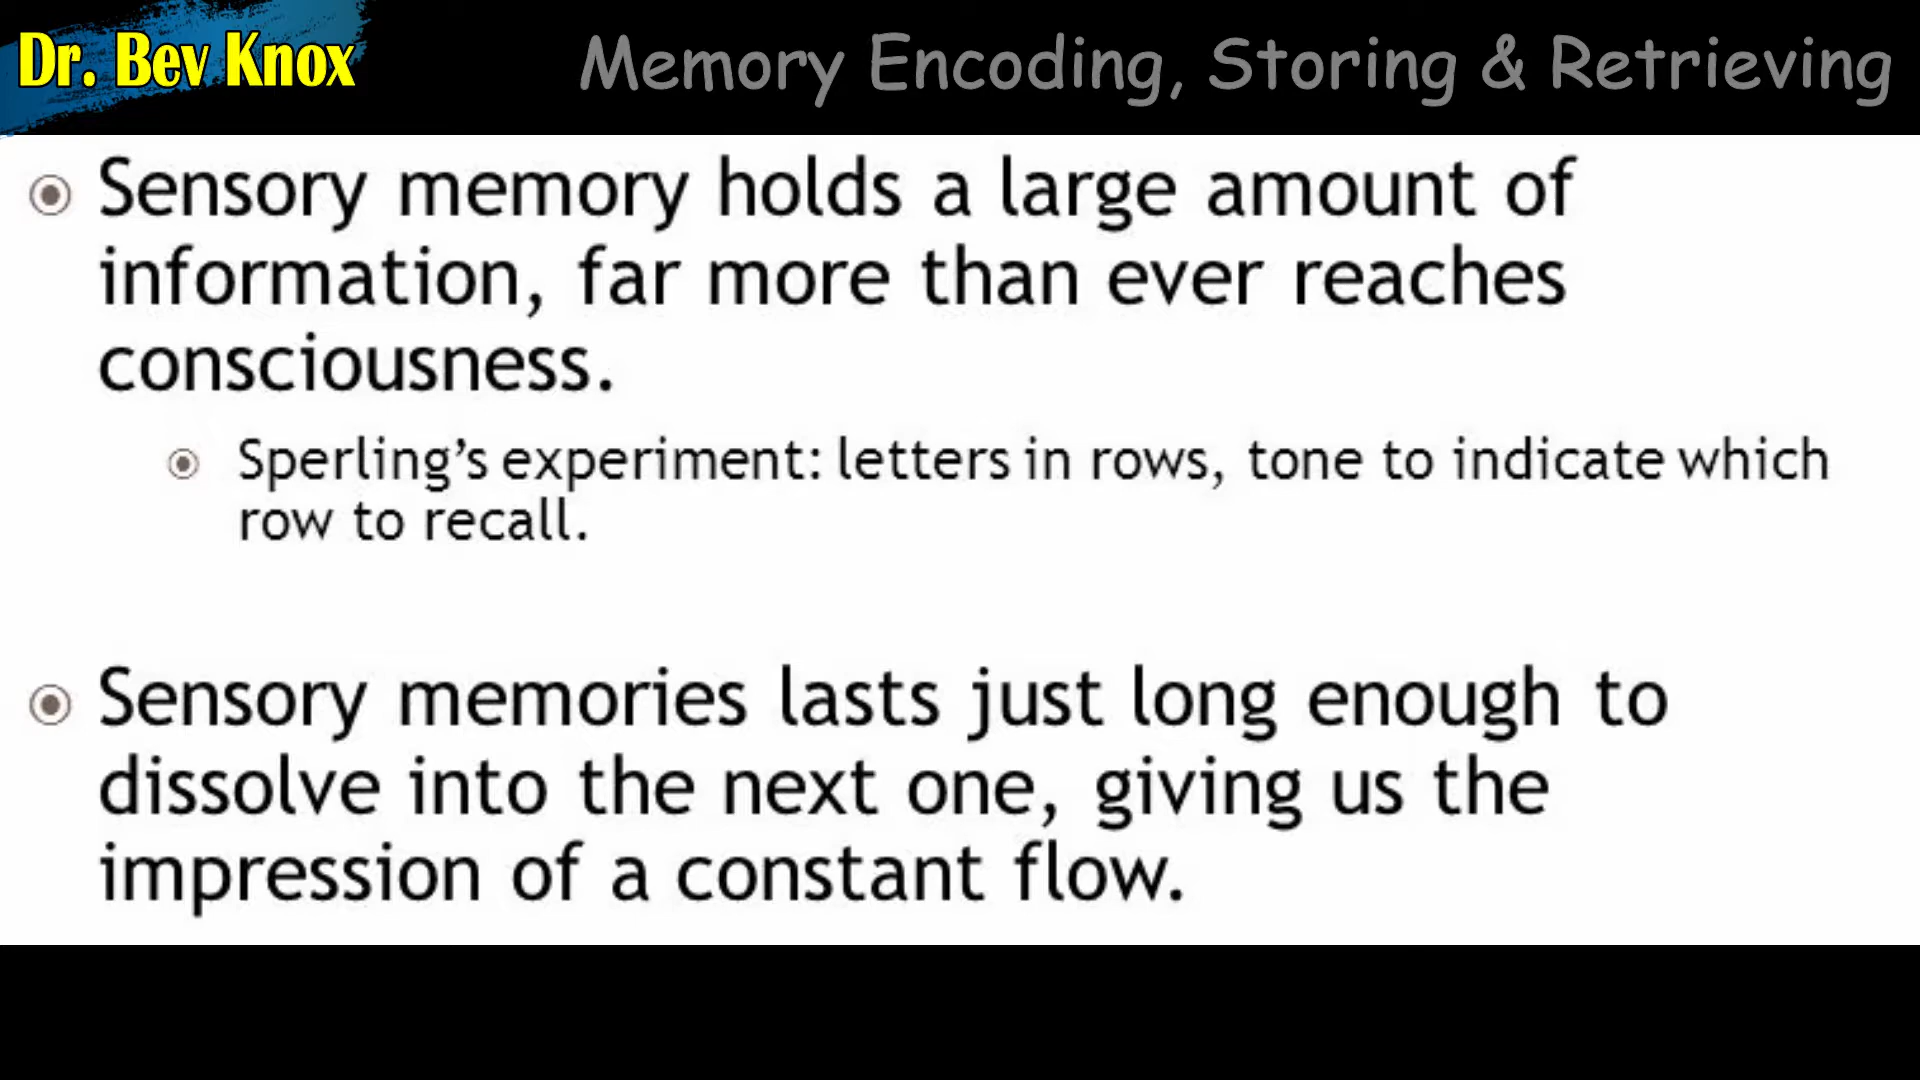 Dr. Bev Knox
Memory Encoding, Storing & Retrieving
Sensory memory holds a large amount of
information, far more than ever reaches
consciousness.
Sperling’s experiment: letters in rows, tone to indicate which
row to recall.
Sensory memories lasts just long enough to
dissolve into the next one, giving us the
impression of a constant flow.